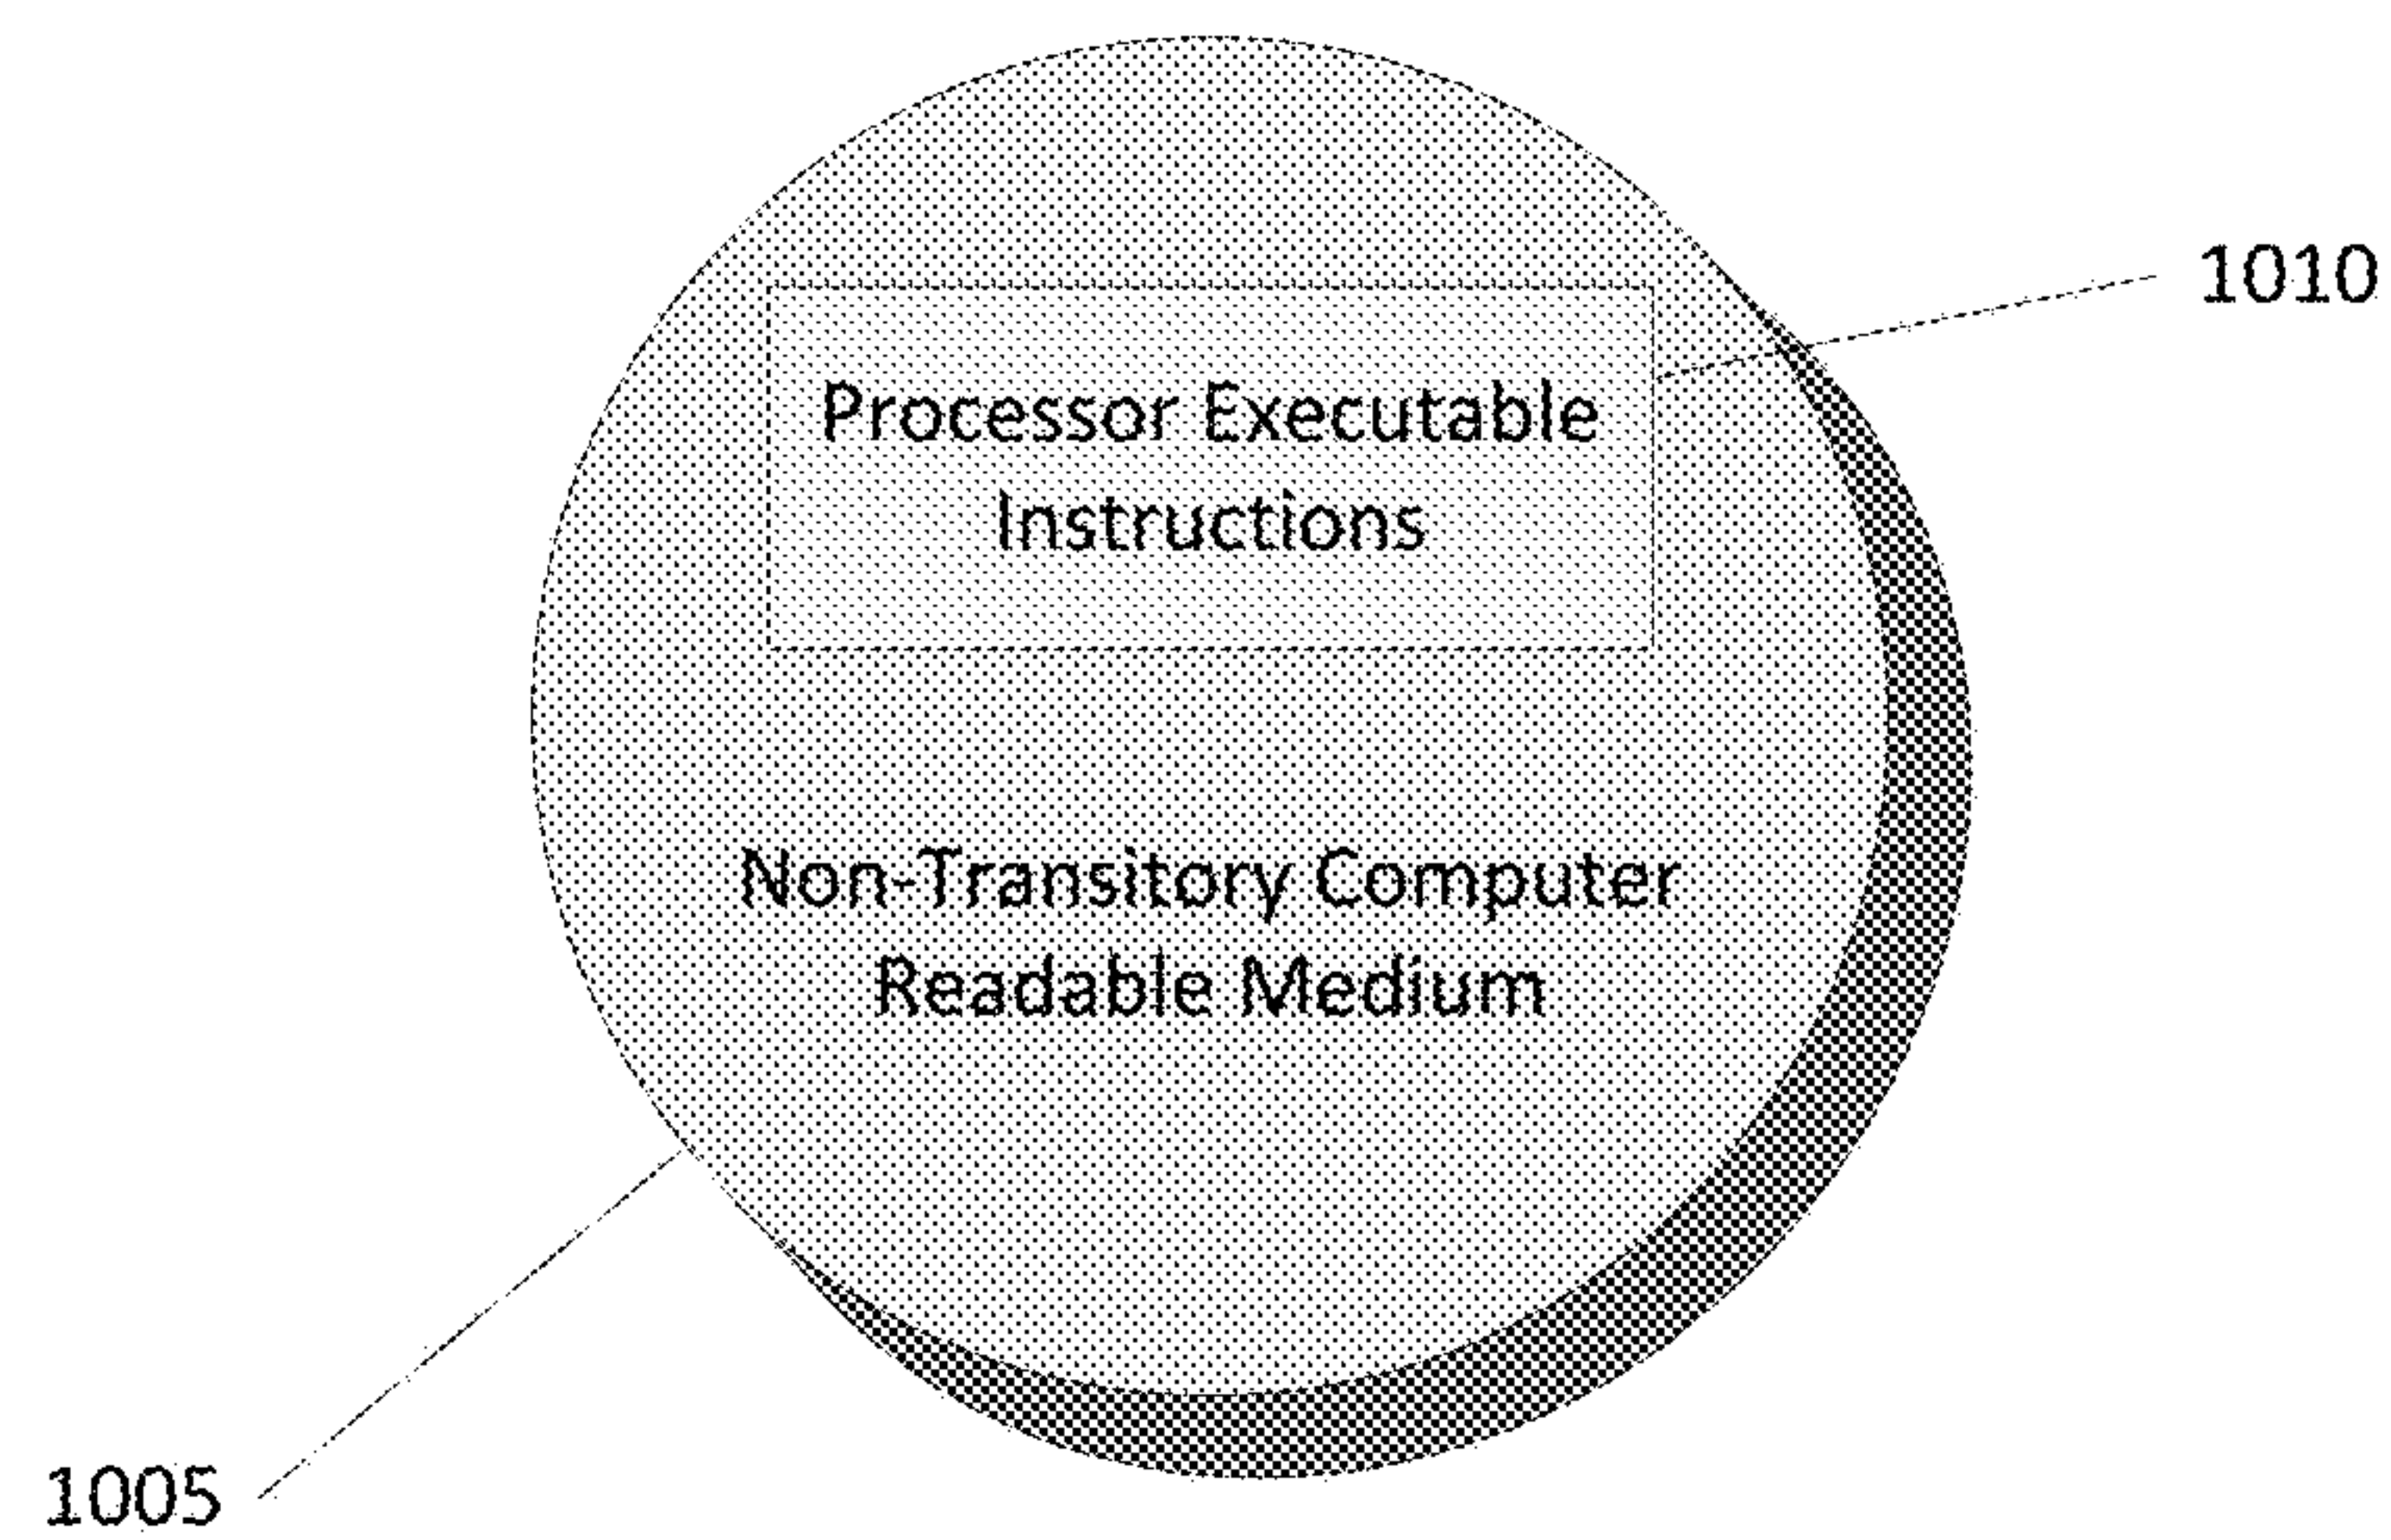 1010
Processor Executable
Instructions
Non-Transitory Computer
Readable Medium
1005